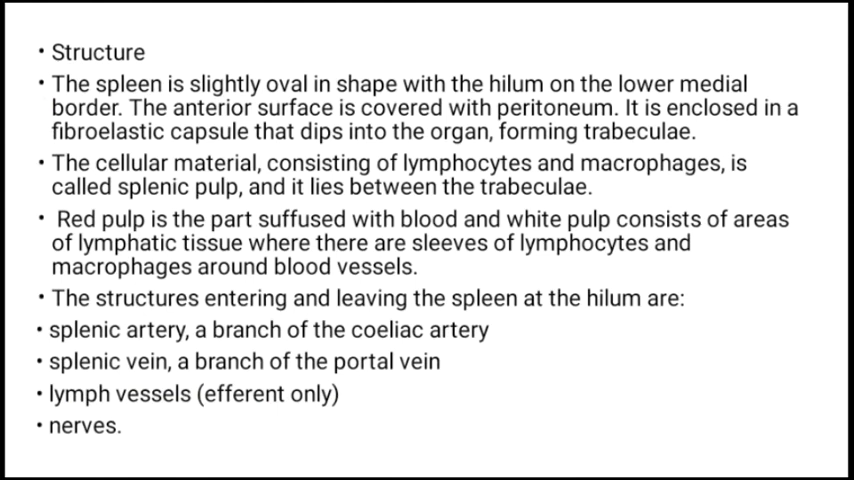 • Structure
• The spleen is slightly oval in shape with the hilum on the lower medial
border. The anterior surface is covered with peritoneum. It is enclosed in a
fibroelastic capsule that dips into the organ, forming trabeculae.
• The cellular material, consisting of lymphocytes and macrophages, is
called splenic pulp, and it lies between the trabeculae.
• Red pulp is the part suffused with blood and white pulp consists of areas
of lymphatic tissue where there are sleeves of lymphocytes and
macrophages around blood vessels.
• The structures entering and leaving the spleen at the hilum are:
• splenic artery, a branch of the coeliac artery
• splenic vein, a branch of the portal vein
• lymph vessels (efferent only)
• nerves.